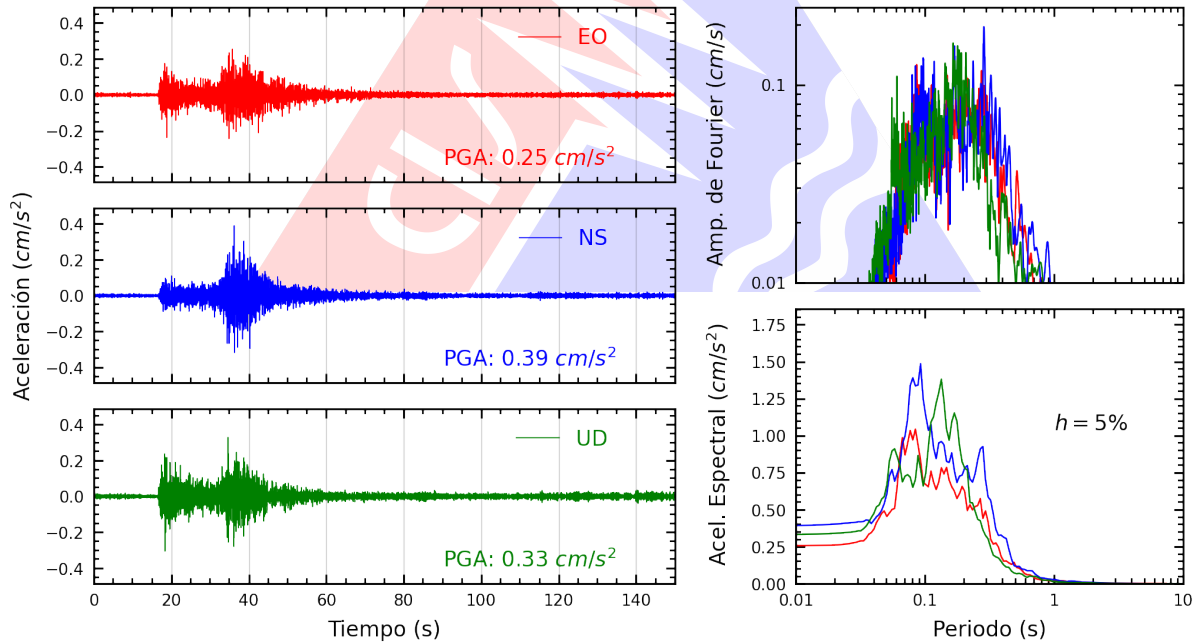 Aceleración (cm/s²)
0.4
0.2
0.0
−0.2
−0.4
EO
PGA: 0.25 cm/s²
0.4
0.2
0.0
−0.2
−0.4
NS
PGA: 0.39 cm/s²
0.4
0.2
0.0
−0.2
−0.4
UD
PGA: 0.33 cm/s²
0 20 40 60 80 100 120 140
Tiempo (s)
Amp. de Fourier (cm/s)
0.1
0.01
Acel. Espectral (cm/s²)
1.75
1.50
1.25
1.00
0.75
0.50
0.25
0.00
h = 5%
0.01 0.1 1 10
Periodo (s)